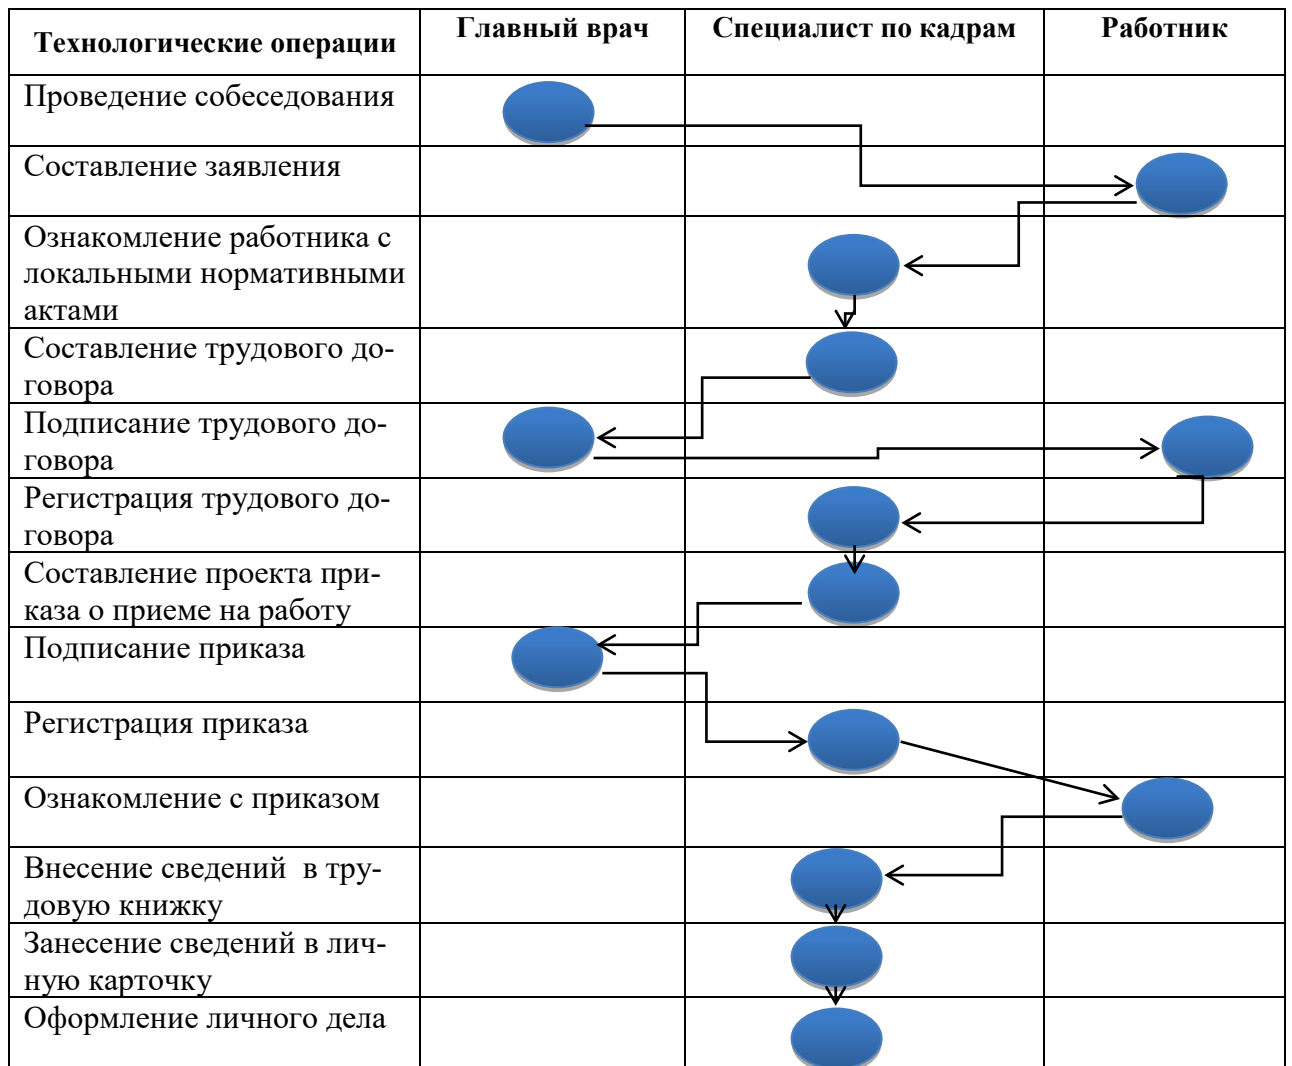 Технологические операции
Главный врач
Специалист по кадрам
Работник
Проведение собеседования
Составление заявления
Ознакомление работника с
локальными нормативными
актами
Составление трудового до-
говора
Подписание трудового до-
говора
Регистрация трудового до-
говора
Составление проекта при-
каза о приеме на работу
Подписание приказа
Регистрация приказа
Ознакомление с приказом
Внесение сведений  в тру-
довую книжку
Занесение сведений в лич-
ную карточку
Оформление личного дела